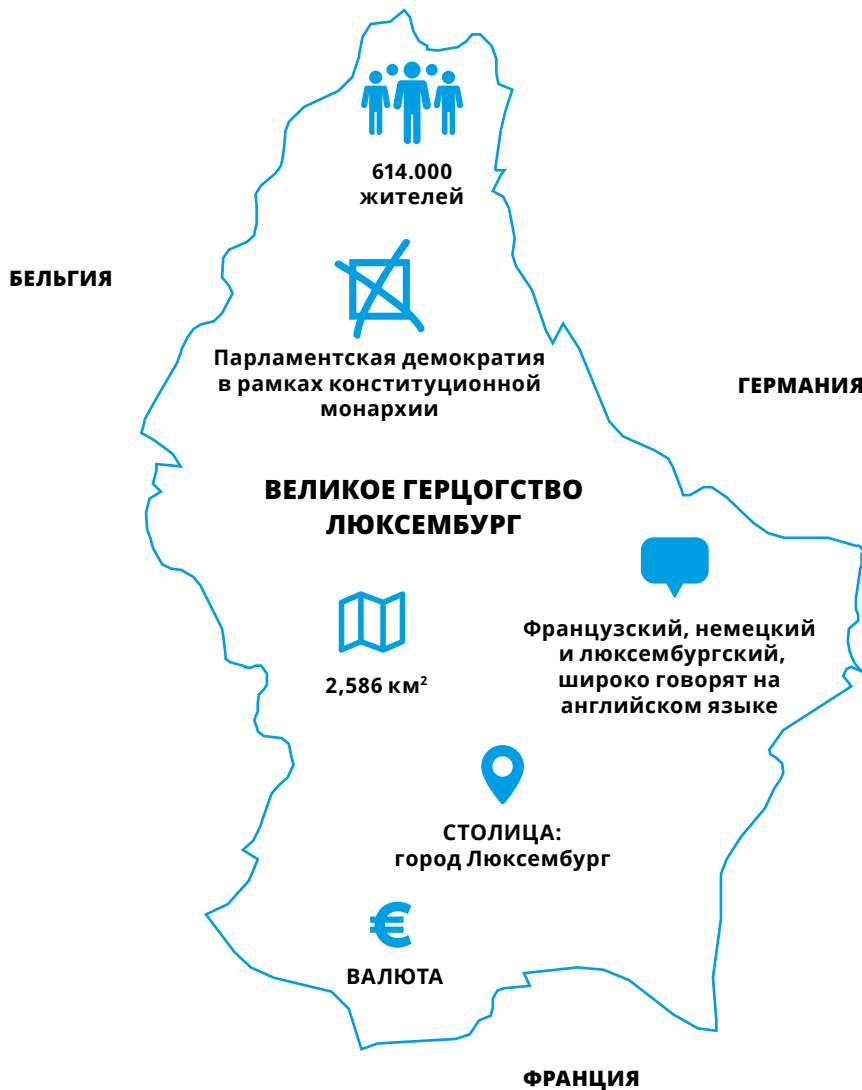 614.000
жителей
БЕЛЬГИЯ
Парламентская демократия
в рамках конституционной
монархии
ГЕРМАНИЯ
ВЕЛИКОЕ ГЕРЦОГСТВО
ЛЮКСЕМБУРГ
Французский, немецкий
и люксембургский,
широко говорят на
английском языке
2,586 км²
СТОЛИЦА:
город Люксембург
€
ВАЛЮТА
ФРАНЦИЯ